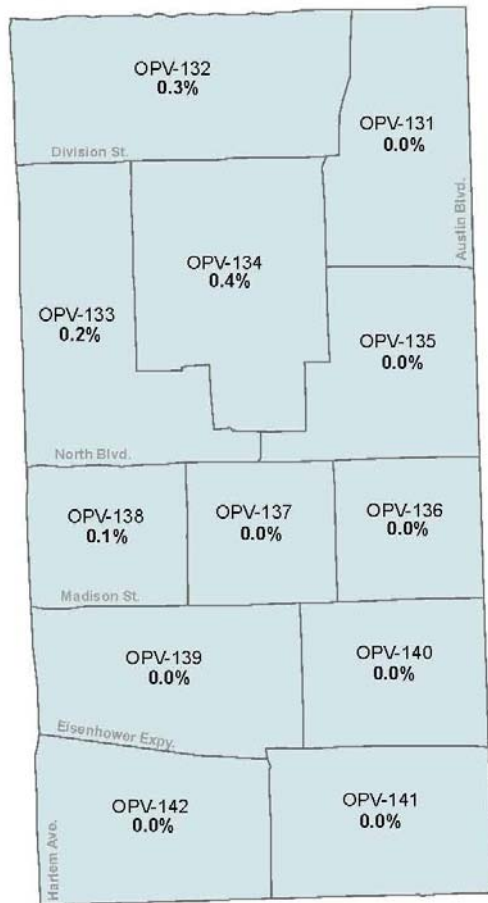 OPV-132
0.3%
OPV-131
0.0%
Division St.
Austin Blvd.
OPV-134
0.4%
OPV-133
0.2%
OPV-135
0.0%
North Blvd.
OPV-138
0.1%
OPV-137
0.0%
OPV-136
0.0%
Madison St.
OPV-139
0.0%
OPV-140
0.0%
Eisenhower Expy.
OPV-142
0.0%
OPV-141
0.0%
Harlem Ave.